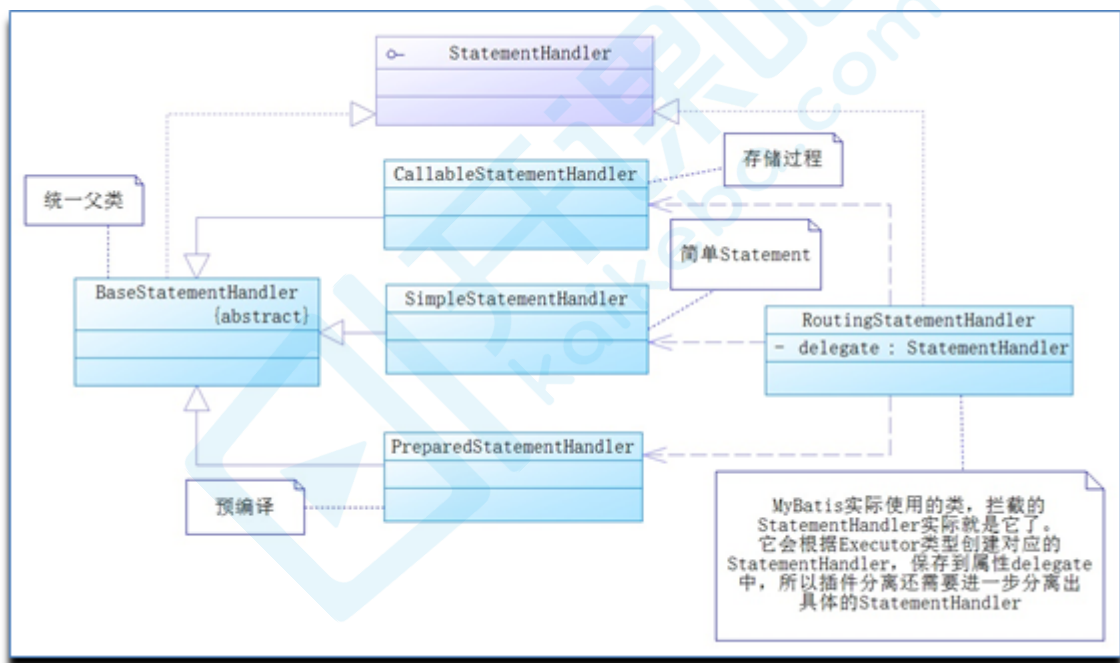 StatementHandler
CallableStatementHandler
存储过程
统一父类
简单Statement
BaseStatementHandler
{abstract}
SimpleStatementHandler
RoutingStatementHandler
- delegate : StatementHandler
PreparedStatementHandler
预编译
MyBatis实际使用的类，拦截的
StatementHandler实际就是它了。
它会根据Executor类型创建对应的
StatementHandler，保存到属性delegate
中，所以插件分离还需要进一步分离出
具体的StatementHandler
开课吧
kaikeba.com